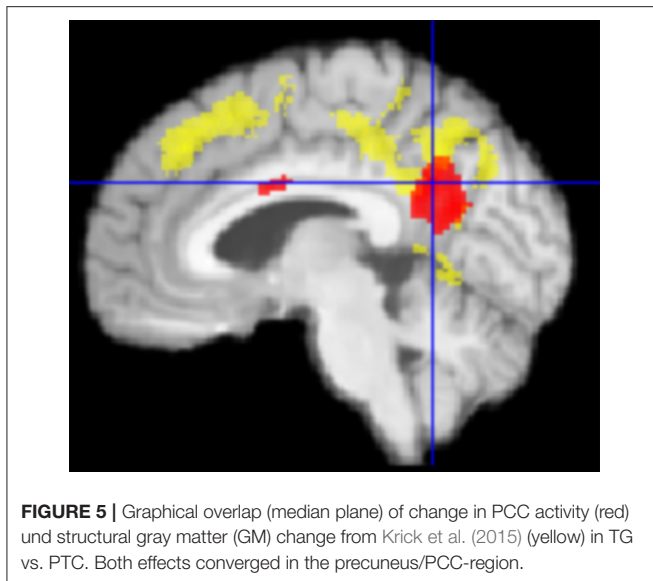 FIGURE 5 | Graphical overlap (median plane) of change in PCC activity (red)
und structural gray matter (GM) change from Krick et al. (2015) (yellow) in TG
vs. PTC. Both effects converged in the precuneus/PCC-region.